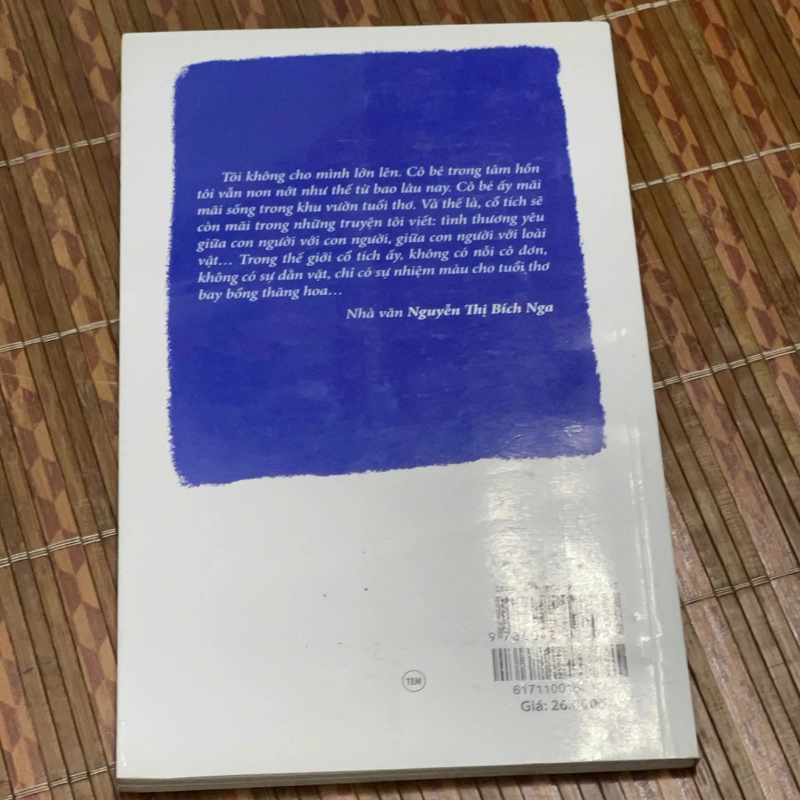 Tôi không cho mình lớn lên. Cô bé trong tâm hồn
tôi vẫn non nớt như thế từ bao lâu nay. Cô bé ấy mãi
mãi sống trong khu vườn tuổi thơ. Và thế là, cổ tích sẽ
còn mãi trong những truyện tôi viết: tình thương yêu
giữa con người với con người, giữa con người với loài
vật... Trong thế giới cổ tích ấy, không có nỗi cô đơn,
không có sự dằn vặt, chỉ có sự nhiệm màu cho tuổi thơ
bay bổng thăng hoa...
Nhà văn Nguyễn Thị Bích Nga
TEM
Giá: